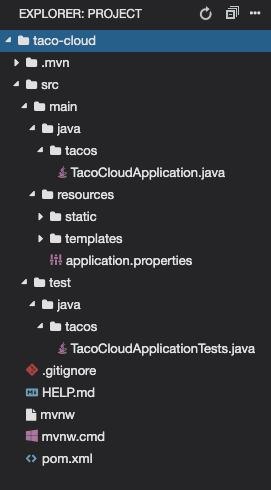 EXPLORER: PROJECT
taco-cloud
.mvn
src
main
java
tacos
TacoCloudApplication.java
resources
static
templates
application.properties
test
java
tacos
TacoCloudApplicationTests.java
.gitignore
HELP.md
mvnw
mvnw.cmd
pom.xml